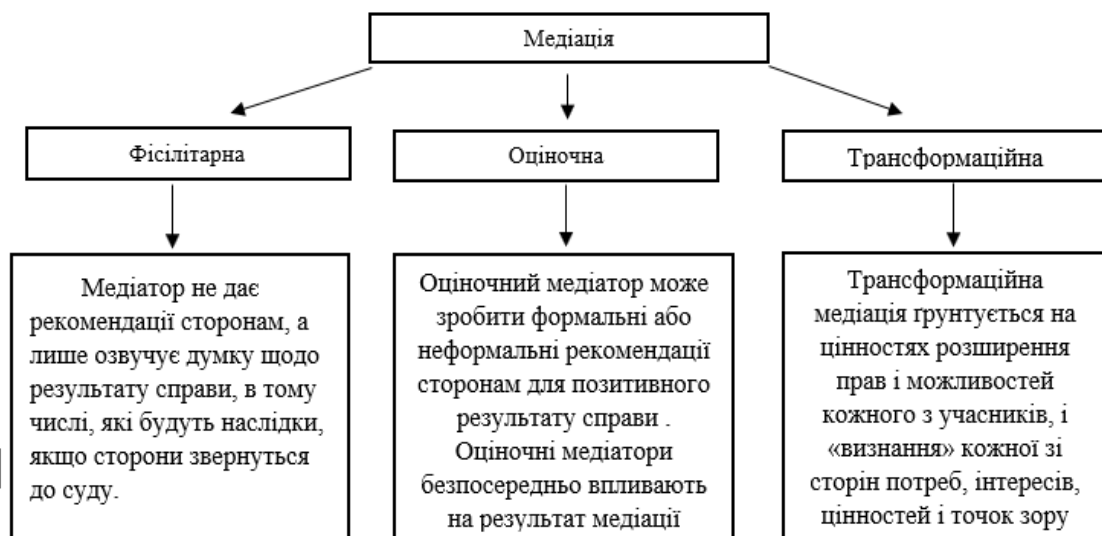 Медіація
Фісілітарна
Оціночна
Трансформаційна
Медіатор не дає
рекомендації сторонам, а
лише озвучує думку щодо
результату справи, в тому
числі, які будуть наслідки,
якщо сторони звернуться
до суду.
Оціночний медіатор може
зробити формальні або
неформальні рекомендації
сторонам для позитивного
результату справи .
Оціночні медіатори
безпосередньо впливають
на результат медіації
Трансформаційна
медіація ґрунтується на
цінностях розширення
прав і можливостей
кожного з учасників, і
«визнання» кожної зі
сторін потреб, інтересів,
цінностей і точок зору